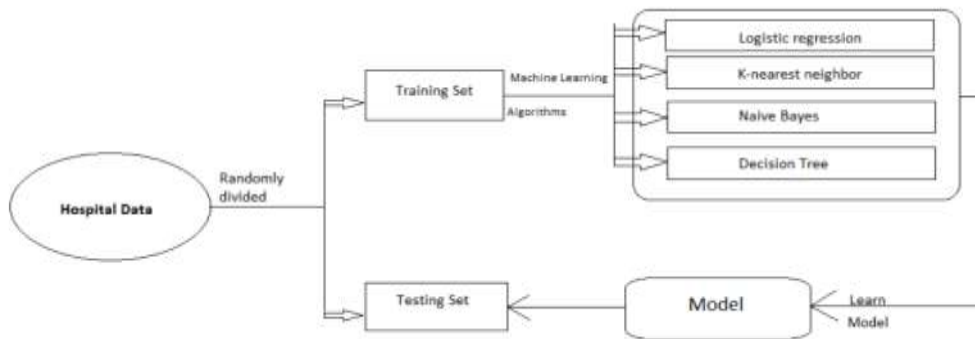 Hospital Data
Randomly
divided
Training Set
Machine Learning
Algorithms
Logistic regression
K-nearest neighbor
Naive Bayes
Decision Tree
Testing Set
Model
Learn
Model